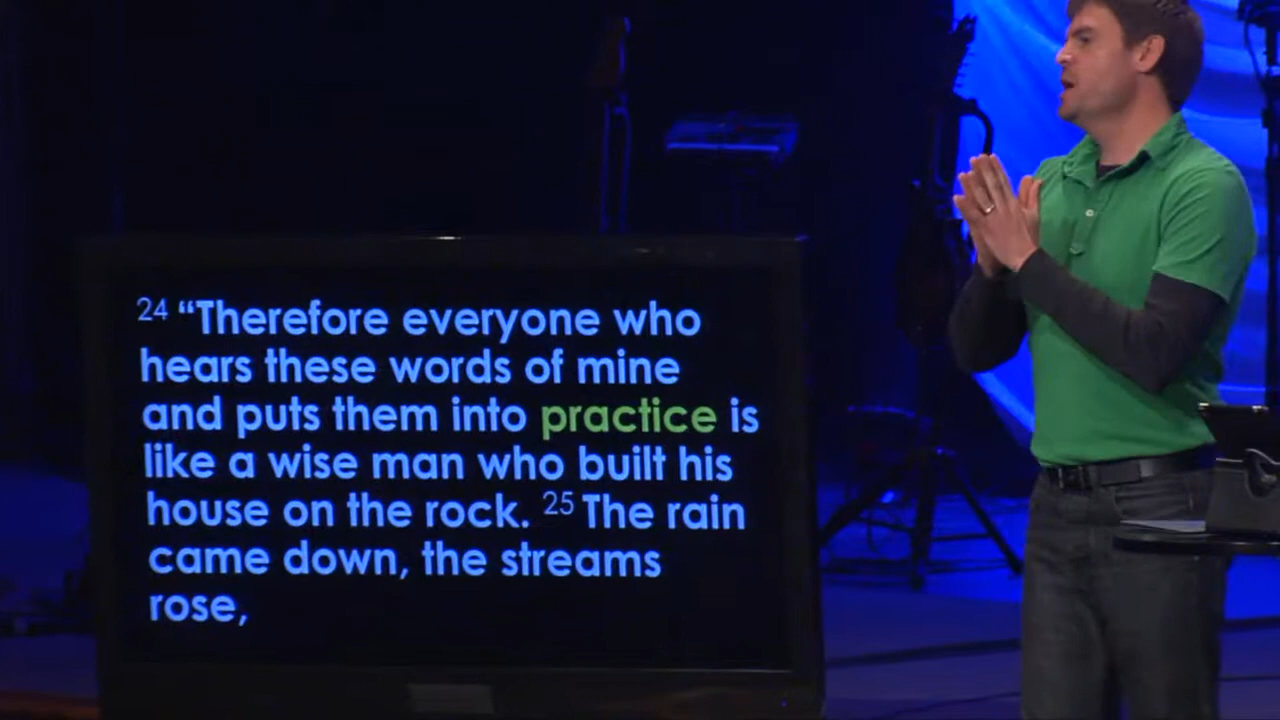 24 “Therefore everyone who
hears these words of mine
and puts them into practice is
like a wise man who built his
house on the rock. 25 The rain
came down, the streams
rose,